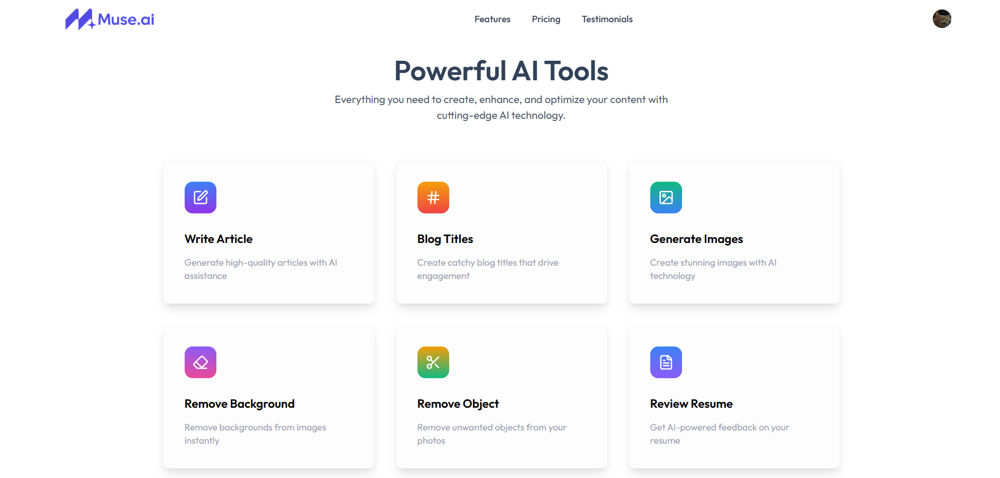 Muse.ai
Features
Pricing
Testimonials
Powerful AI Tools
Everything you need to create, enhance, and optimize your content with
cutting-edge AI technology.
Write Article
Generate high-quality articles with AI
assistance
Blog Titles
Create catchy blog titles that drive
engagement
Generate Images
Create stunning images with AI
technology
Remove Background
Remove backgrounds from images
instantly
Remove Object
Remove unwanted objects from your
photos
Review Resume
Get AI-powered feedback on your
resume